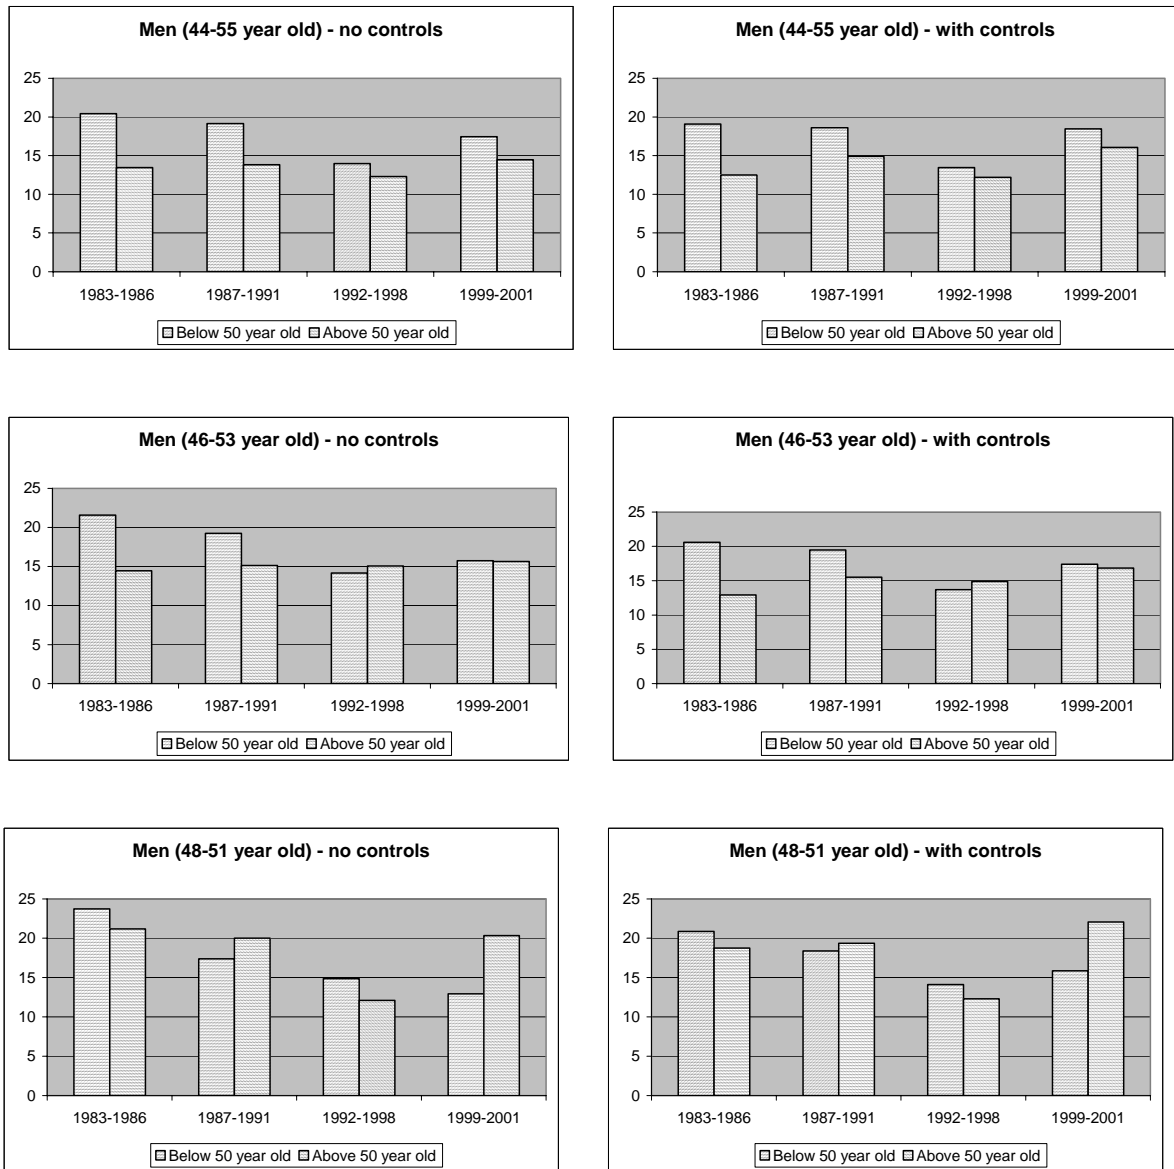 Men (44-55 year old) - no controls
25
20
15
10
5
0
1983-1986 1987-1991 1992-1998 1999-2001
Below 50 year old Above 50 year old
Men (44-55 year old) - with controls
25
20
15
10
5
0
1983-1986 1987-1991 1992-1998 1999-2001
Below 50 year old Above 50 year old
Men (46-53 year old) - no controls
25
20
15
10
5
0
1983-1986 1987-1991 1992-1998 1999-2001
Below 50 year old Above 50 year old
Men (46-53 year old) - with controls
25
20
15
10
5
0
1983-1986 1987-1991 1992-1998 1999-2001
Below 50 year old Above 50 year old
Men (48-51 year old) - no controls
25
20
15
10
5
0
1983-1986 1987-1991 1992-1998 1999-2001
Below 50 year old Above 50 year old
Men (48-51 year old) - with controls
25
20
15
10
5
0
1983-1986 1987-1991 1992-1998 1999-2001
Below 50 year old Above 50 year old